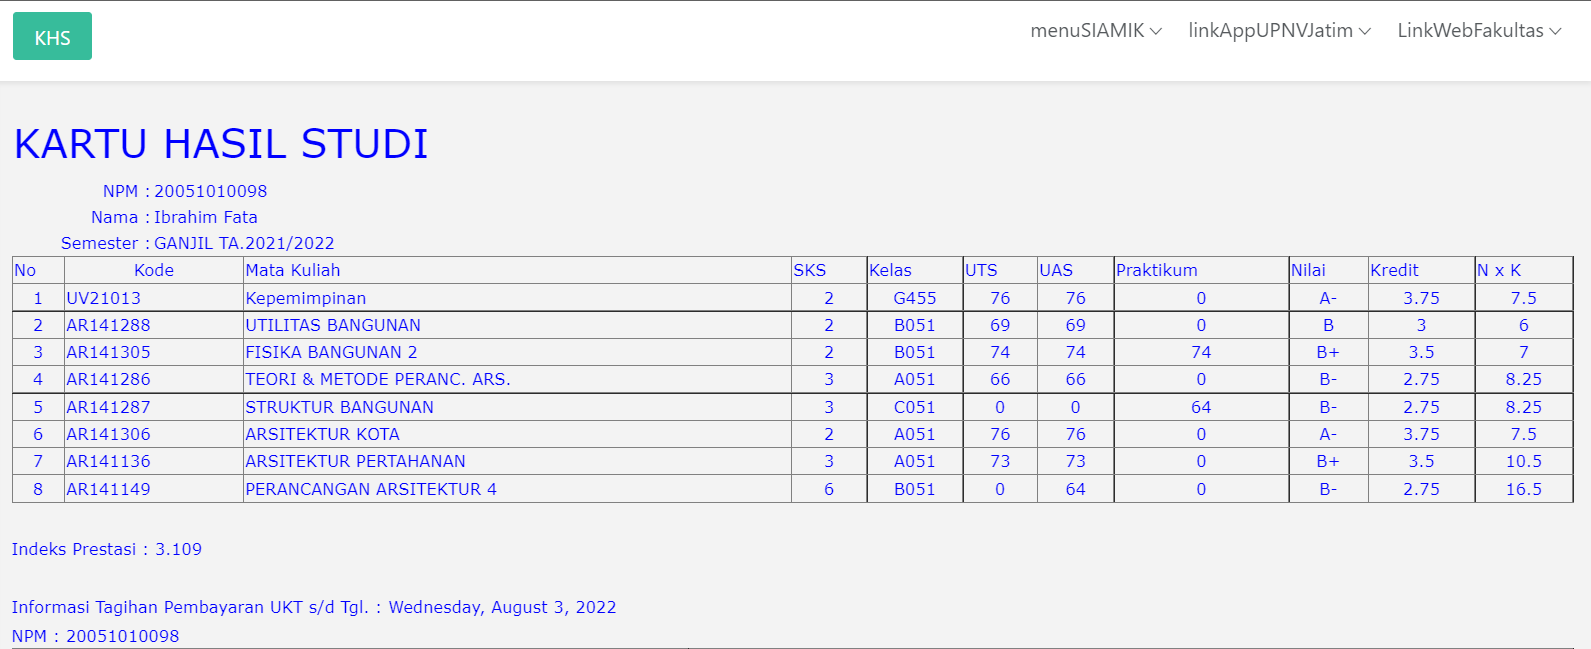 KHS menuSIAMIK linkAppUPNVJatim LinkWebFakultas
KARTU HASIL STUDI
NPM : 20051010098
Nama : Ibrahim Fata
Semester : GANJIL TA.2021/2022
No Kode Mata Kuliah SKS Kelas UTS UAS Praktikum Nilai Kredit N x K
1 UV21013 Kepemimpinan 2 G455 76 76 0 A- 3.75 7.5
2 AR141288 UTILITAS BANGUNAN 2 B051 69 69 0 B 3 6
3 AR141305 FISIKA BANGUNAN 2 2 B051 74 74 74 B+ 3.5 7
4 AR141286 TEORI & METODE PERANC. ARS. 3 A051 66 66 0 B- 2.75 8.25
5 AR141287 STRUKTUR BANGUNAN 3 C051 0 0 64 B- 2.75 8.25
6 AR141306 ARSITEKTUR KOTA 2 A051 76 76 0 A- 3.75 7.5
7 AR141136 ARSITEKTUR PERTAHANAN 3 A051 73 73 0 B+ 3.5 10.5
8 AR141149 PERANCANGAN ARSITEKTUR 4 6 B051 0 64 0 B- 2.75 16.5
Indeks Prestasi : 3.109
Informasi Tagihan Pembayaran UKT s/d Tgl. : Wednesday, August 3, 2022
NPM : 20051010098